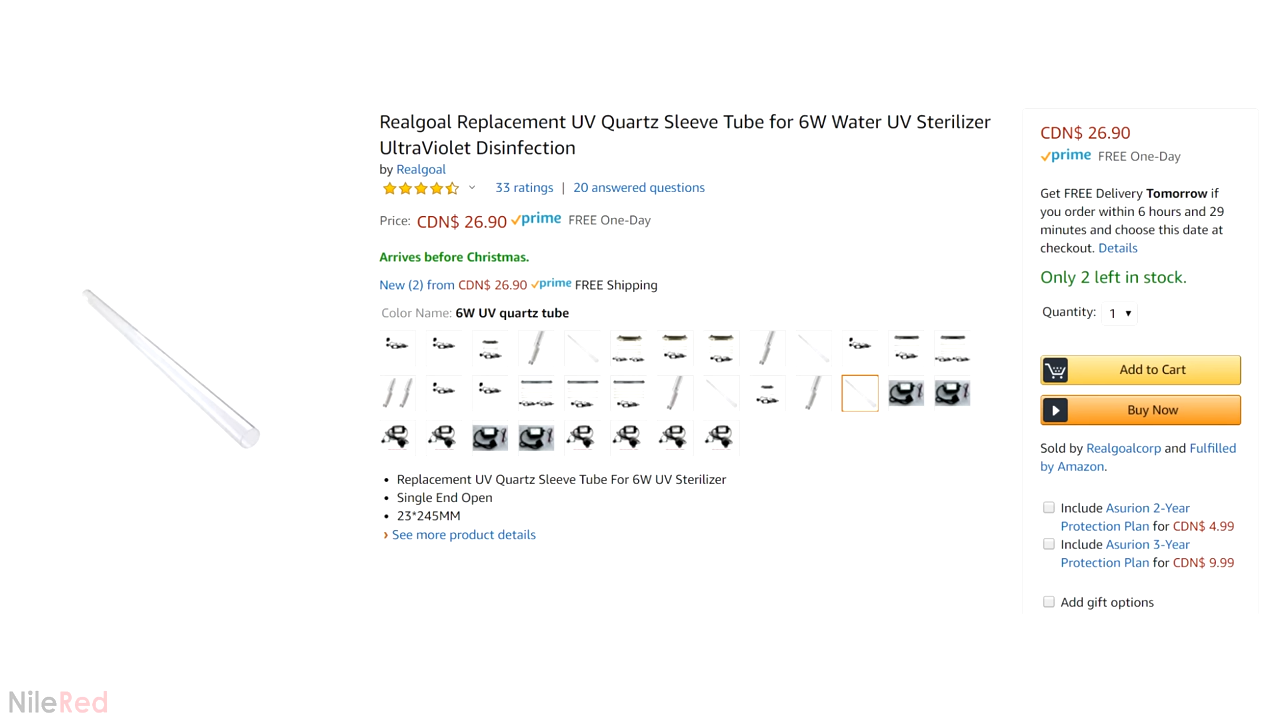 Realgoal Replacement UV Quartz Sleeve Tube for 6W Water UV Sterilizer
UltraViolet Disinfection
by Realgoal
33 ratings | 20 answered questions
Price: CDN$ 26.90 prime FREE One-Day
Arrives before Christmas.
New (2) from CDN$ 26.90 prime FREE Shipping
Color Name: 6W UV quartz tube
• Replacement UV Quartz Sleeve Tube For 6W UV Sterilizer
• Single End Open
• 23*245MM
› See more product details
CDN$ 26.90
prime FREE One-Day
Get FREE Delivery Tomorrow if
you order within 6 hours and 29
minutes and choose this date at
checkout. Details
Only 2 left in stock.
Quantity: 1
Add to Cart
Buy Now
Sold by Realgoalcorp and Fulfilled
by Amazon.
Include Asurion 2-Year
Protection Plan for CDN$ 4.99
Include Asurion 3-Year
Protection Plan for CDN$ 9.99
Add gift options
NileRed